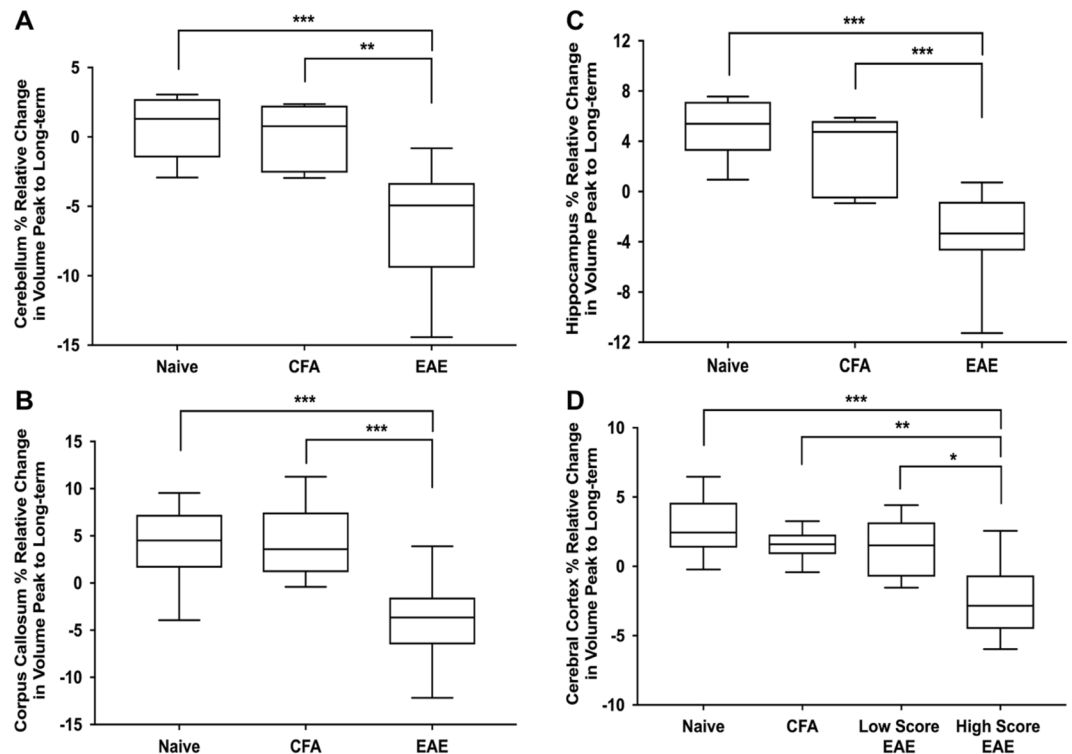 A
Cerebellum % Relative Change
in Volume Peak to Long-term
5
0
-5
-10
-15
***
**
Naive
CFA
EAE
B
Corpus Callosum % Relative Change
in Volume Peak to Long-term
15
10
5
0
-5
-10
-15
***
***
Naive
CFA
EAE
C
Hippocampus % Relative Change
in Volume Peak to Long-term
12
8
4
0
-4
-8
-12
***
***
Naive
CFA
EAE
D
Cerebral Cortex % Relative Change
in Volume Peak to Long-term
10
5
0
-5
-10
***
**
*
Naive
CFA
Low Score
EAE
High Score
EAE